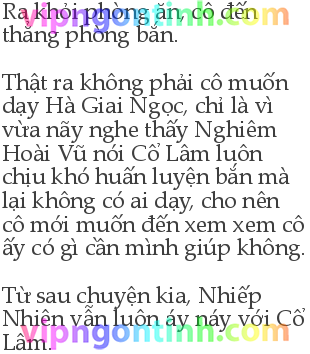 Ra khỏi phòng ăn, cô đến
thẳng phòng bắn.
Thật ra không phải cô muốn
dạy Hà Giai Ngọc, chỉ là vì
vừa nãy nghe thấy Nghiêm
Hoài Vũ nói Cổ Lâm luôn
chịu khó huấn luyện bắn mà
lại không có ai dạy, cho nên
cô mới muốn đến xem xem cô
ấy có gì cần mình giúp không.
Từ sau chuyện kia, Nhiếp
Nhiên vẫn luôn áy náy với Cổ
Lâm.
vipngontinh.com
vipngontinh.com